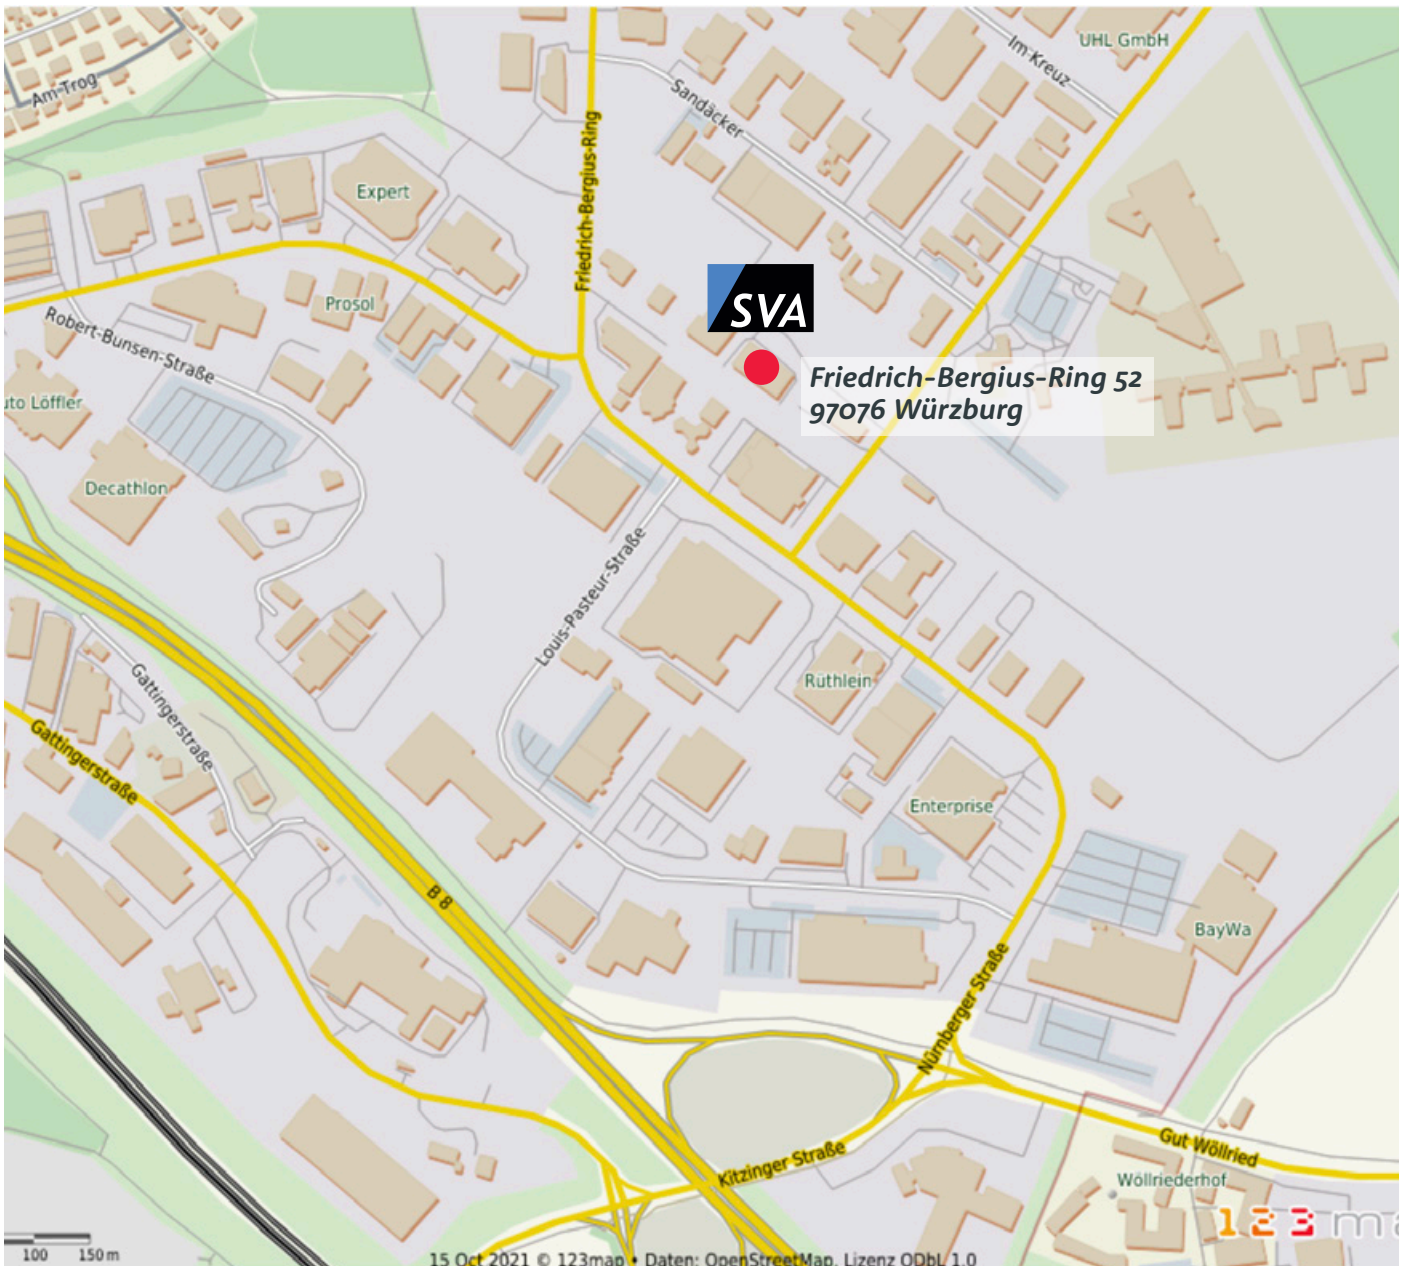 UHL GmbH
Im-Kreuz
Am-Trog
Sandäcker
Friedrich-Bergius-Ring
Expert
Prosol
SVA
Robert-Bunsen-Straße
Friedrich-Bergius-Ring 52
97076 Würzburg
uto Löffler
Decathlon
Louis-Pasteur-Straße
Rüthlein
Gattingerstraße
Gattingerstraße
Enterprise
B 8
BayWa
Nürnberger Straße
Kitzinger Straße
Gut Wöllried
Wöllriederhof
123ma
100 150 m
15 Oct 2021 © 123map • Daten: OpenStreetMap, Lizenz ODbL 1.0